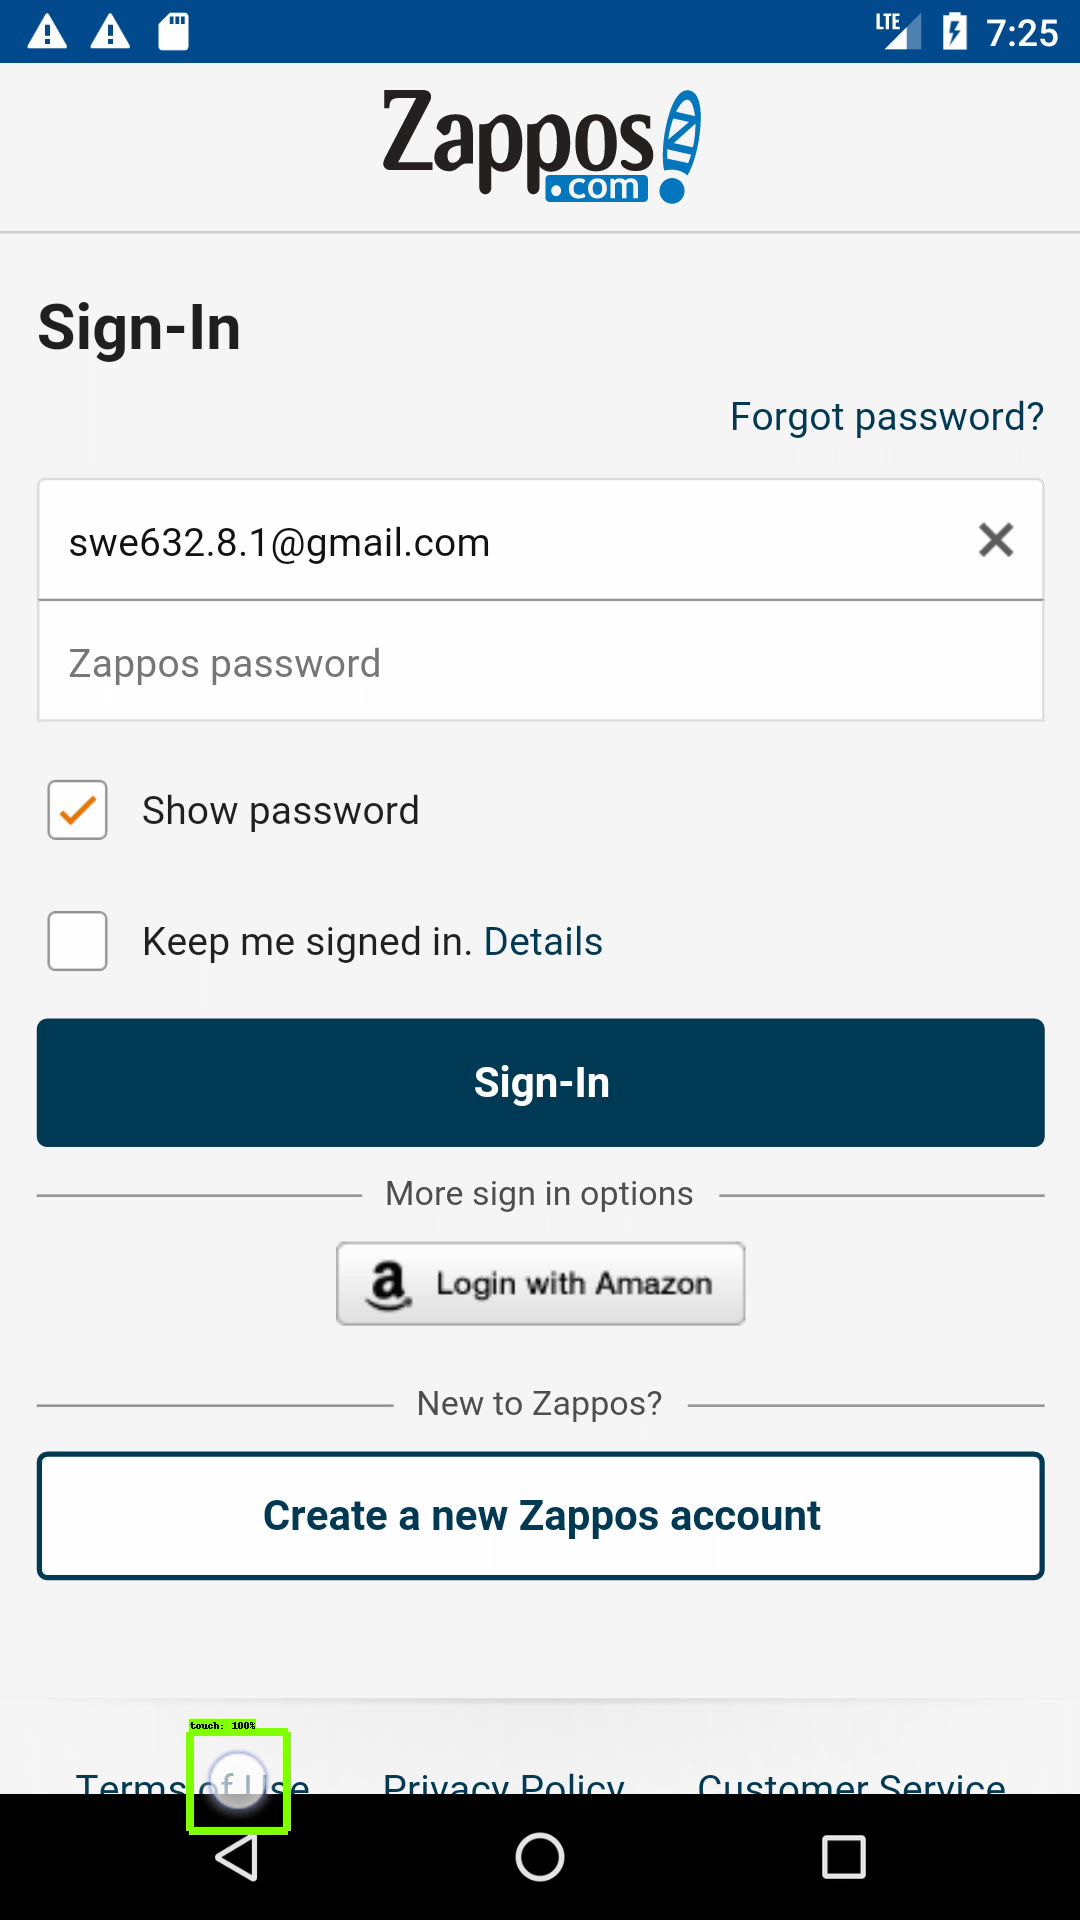 LTE 7:25
Zappos
.com
Sign-In
Forgot password?
swe632.8.1@gmail.com
Zappos password
Show password
Keep me signed in. Details
Sign-In
More sign in options
a Login with Amazon
New to Zappos?
Create a new Zappos account
touch: 100%
Terms of Use Privacy Policy Customer Service